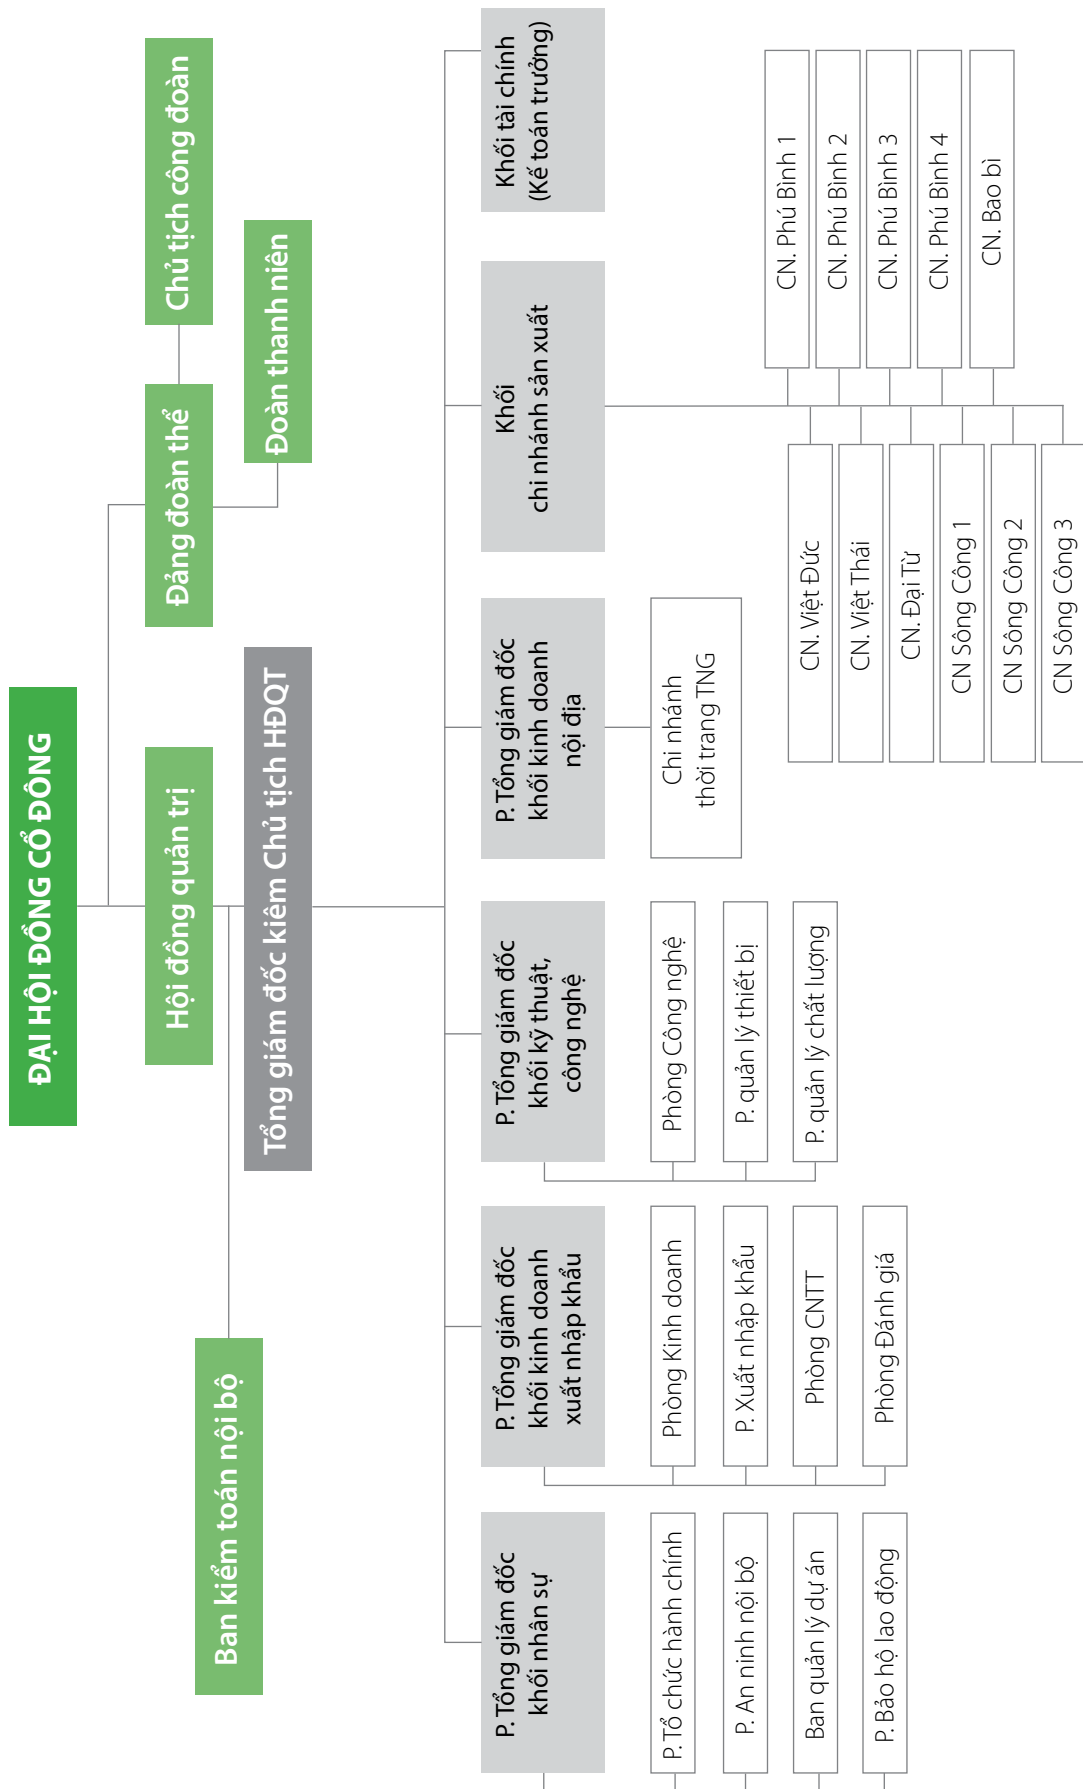 ĐẠI HỘI ĐỒNG CỔ ĐÔNG
Hội đồng quản trị
Đảng đoàn thể
Chủ tịch công đoàn
Ban kiểm toán nội bộ
Tổng giám đốc kiêm Chủ tịch HĐQT
Đoàn thanh niên
P. Tổng giám đốc
khối nhân sự
P. Tổ chức hành chính
P. An ninh nội bộ
Ban quản lý dự án
P. Bảo hộ lao động
P. Tổng giám đốc
khối kinh doanh
xuất nhập khẩu
Phòng Kinh doanh
P. Xuất nhập khẩu
Phòng CNTT
Phòng Đánh giá
P. Tổng giám đốc
khối kỹ thuật,
công nghệ
Phòng Công nghệ
P. quản lý thiết bị
P. quản lý chất lượng
P. Tổng giám đốc
khối kinh doanh
nội địa
Chi nhánh
thời trang TNG
Khối
chi nhánh sản xuất
CN. Việt Đức
CN. Việt Thái
CN. Đại Từ
CN Sông Công 1
CN Sông Công 2
CN Sông Công 3
CN. Phú Bình 1
CN. Phú Bình 2
CN. Phú Bình 3
CN. Phú Bình 4
CN. Bao bì
Khối tài chính
(Kế toán trưởng)